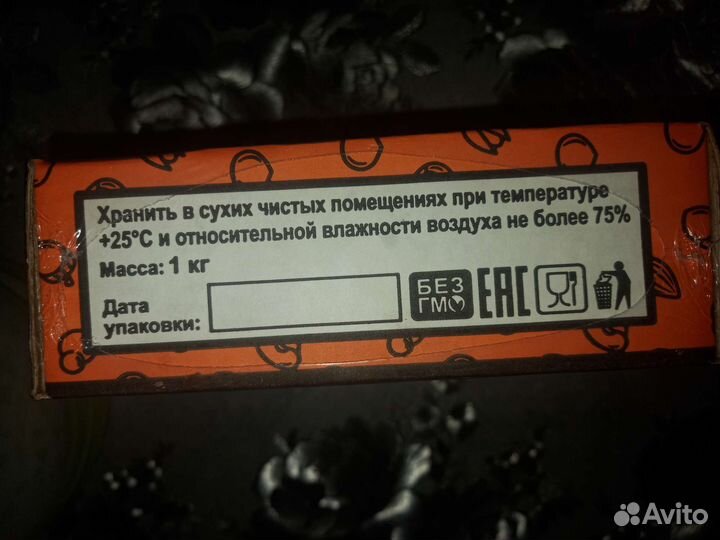 Хранить в сухих чистых помещениях при температуре
+25°С и относительной влажности воздуха не более 75%
Масса: 1 кг
Дата
упаковки:
БЕЗ
ГМО
EAC
Avito